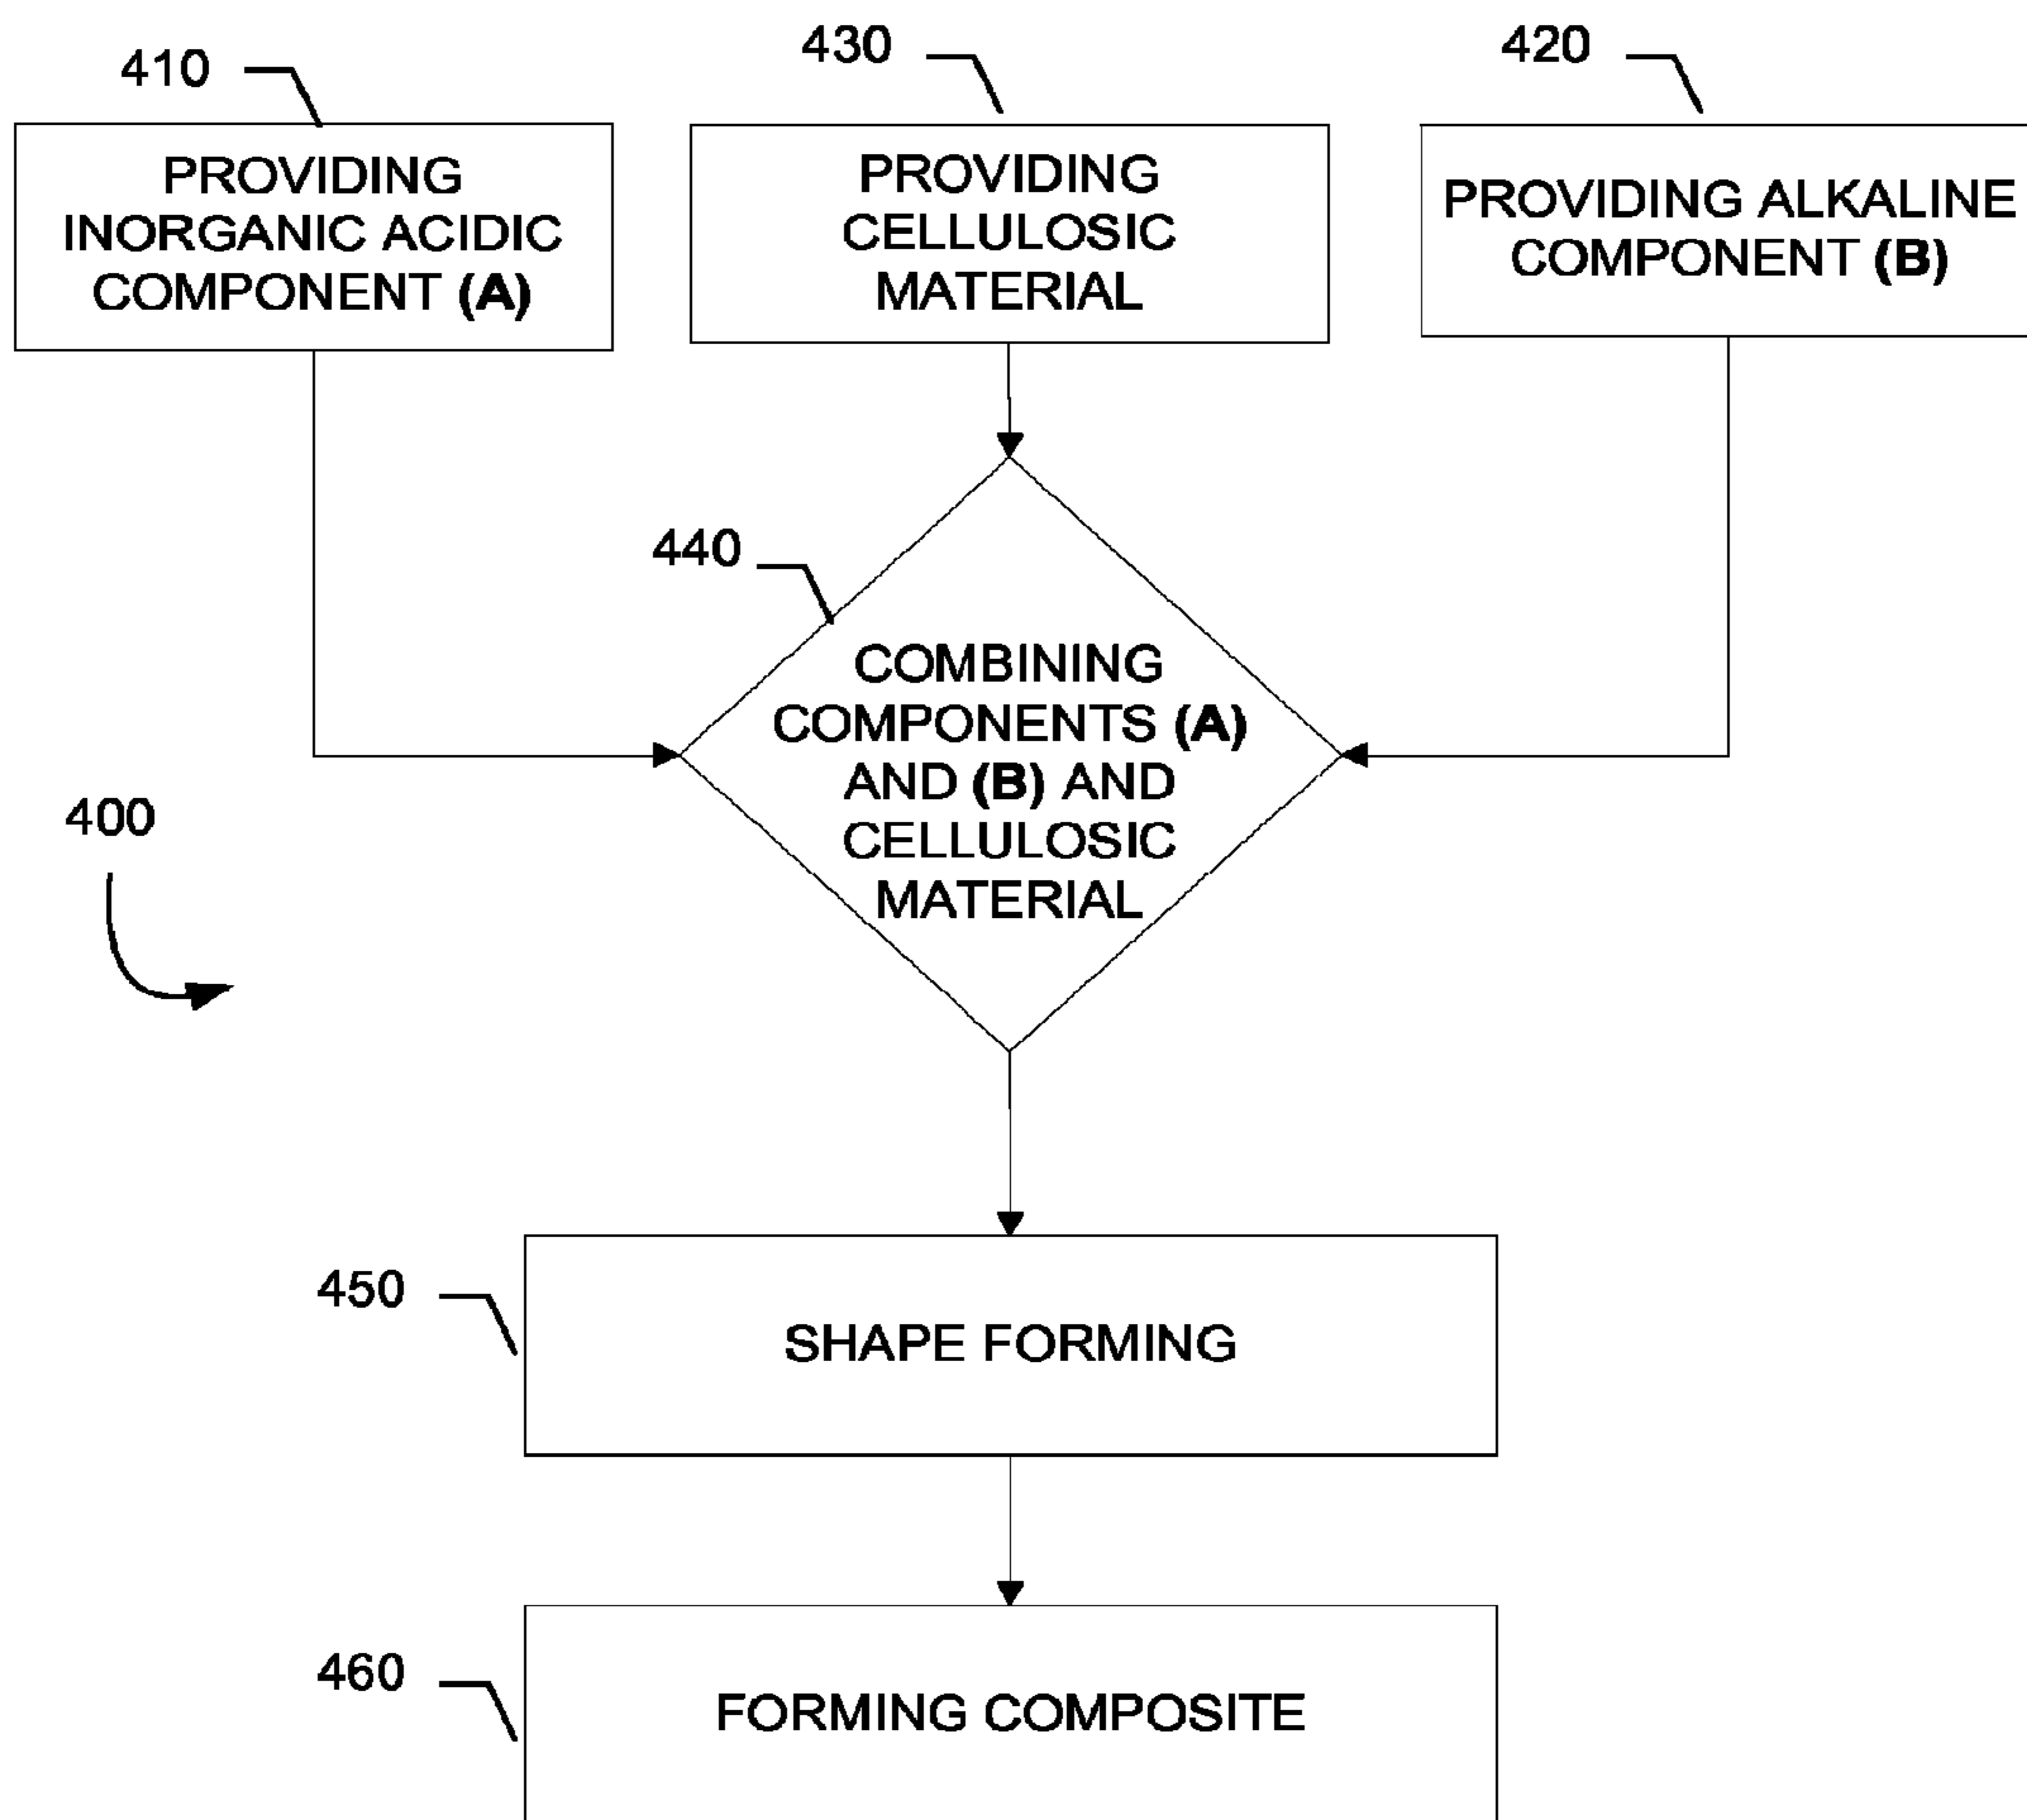 410
430
420
PROVIDING
INORGANIC ACIDIC
COMPONENT (A)
PROVIDING
CELLULOSIC
MATERIAL
PROVIDING ALKALINE
COMPONENT (B)
440
COMBINING
COMPONENTS (A)
AND (B) AND
CELLULOSIC
MATERIAL
400
450
SHAPE FORMING
460
FORMING COMPOSITE